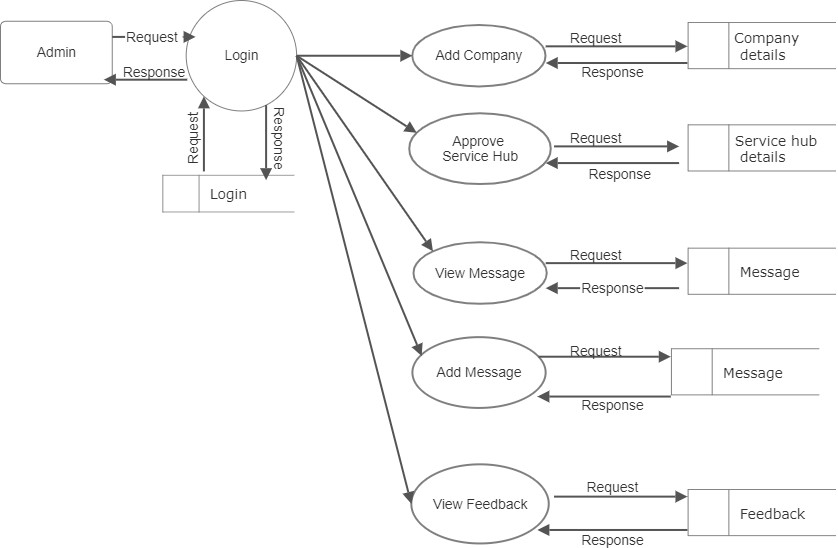 Admin
Request
Response
Login
Request
Response
Login
Add Company
Request
Response
Company
details
Approve
Service Hub
Request
Response
Service hub
details
View Message
Request
Response
Message
Add Message
Request
Response
Message
View Feedback
Request
Response
Feedback